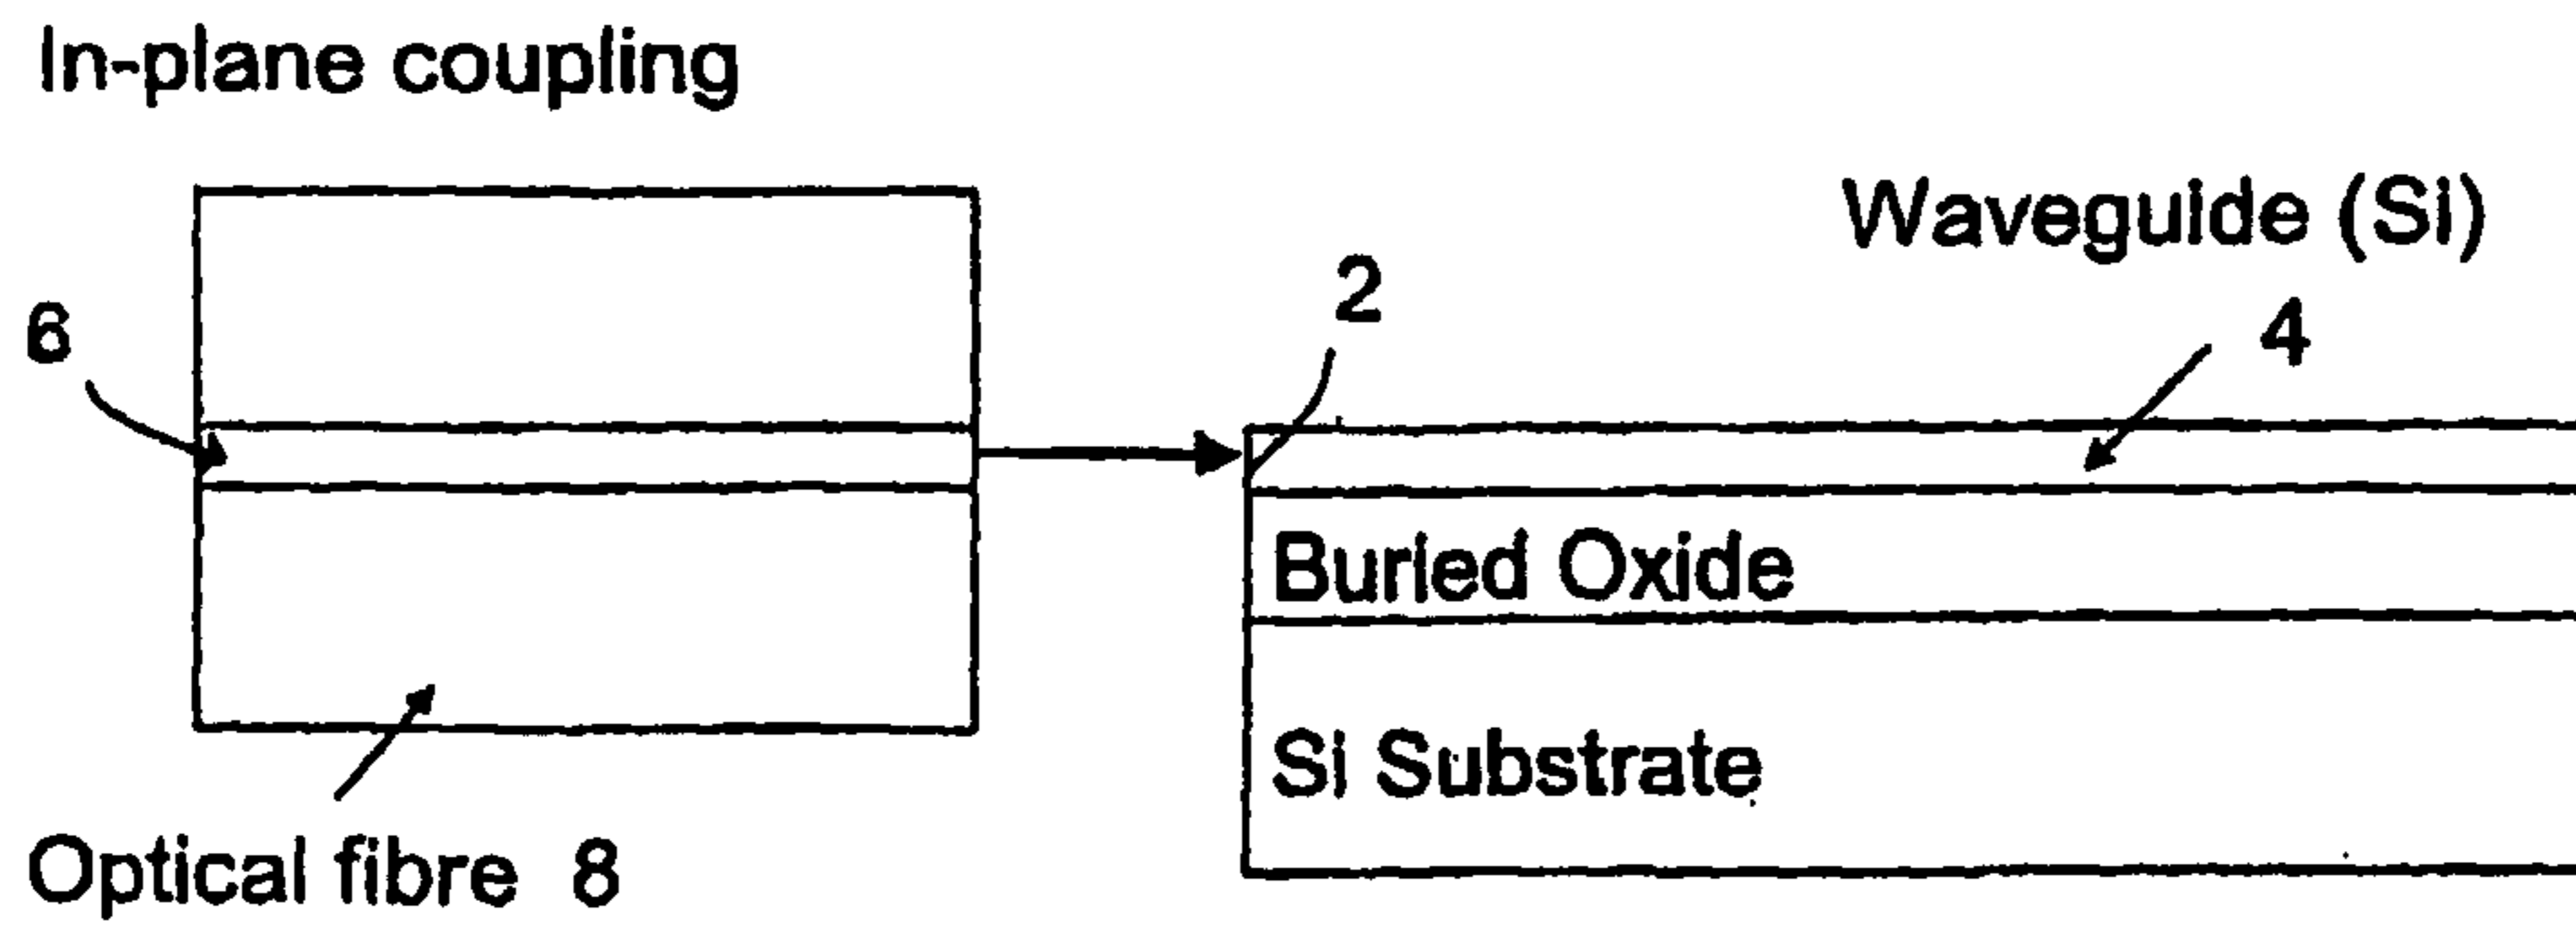 In-plane coupling
Waveguide (Si)
2
6
4
Buried Oxide
Si Substrate
Optical fibre 8